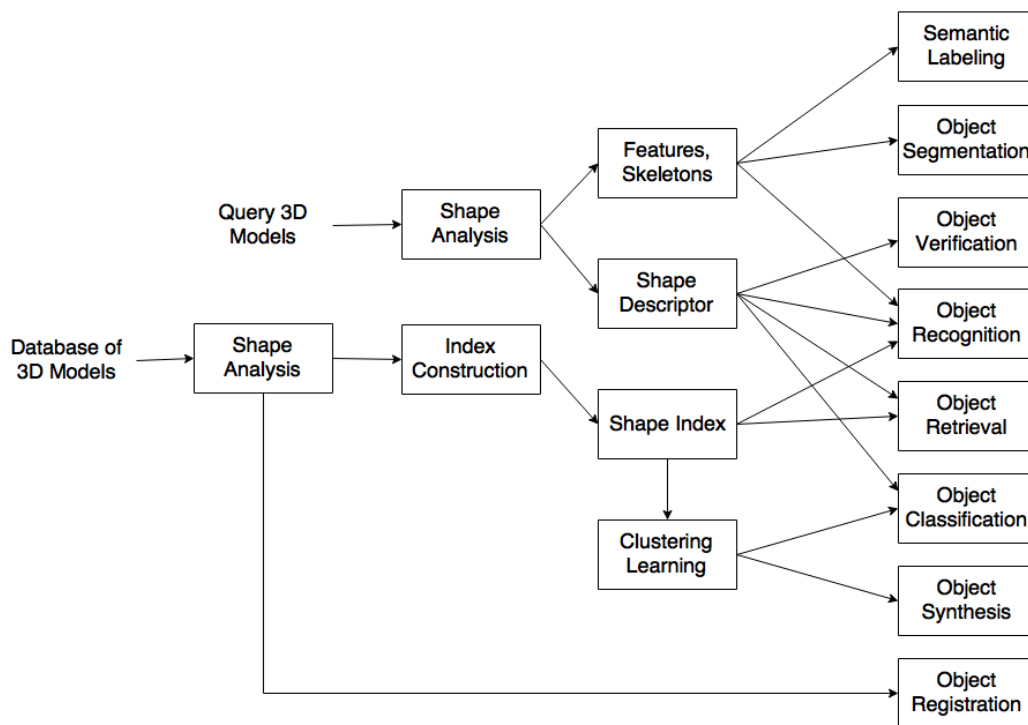 Semantic
Labeling
Object
Segmentation
Features,
Skeletons
Query 3D
Models
Shape
Analysis
Object
Verification
Shape
Descriptor
Object
Recognition
Database of
3D Models
Shape
Analysis
Index
Construction
Shape Index
Object
Retrieval
Clustering
Learning
Object
Classification
Object
Synthesis
Object
Registration